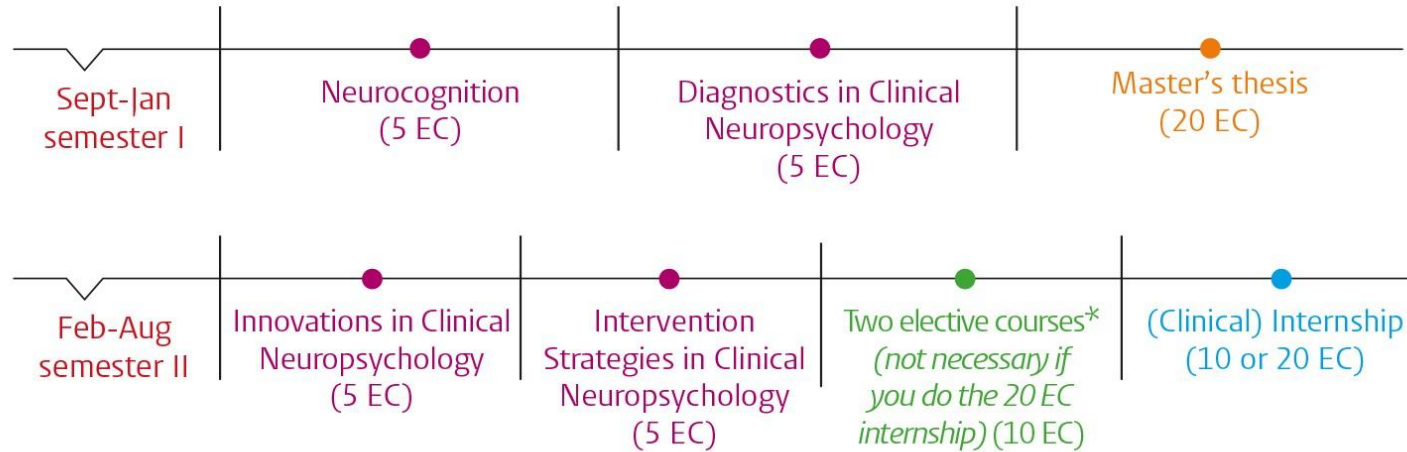 Sept-Jan
semester I
Neurocognition
(5 EC)
Diagnostics in Clinical
Neuropsychology
(5 EC)
Master's thesis
(20 EC)
Feb-Aug
semester II
Innovations in Clinical
Neuropsychology
(5 EC)
Intervention
Strategies in Clinical
Neuropsychology
(5 EC)
Two elective courses*
(not necessary if
you do the 20 EC
internship) (10 EC)
(Clinical) Internship
(10 or 20 EC)